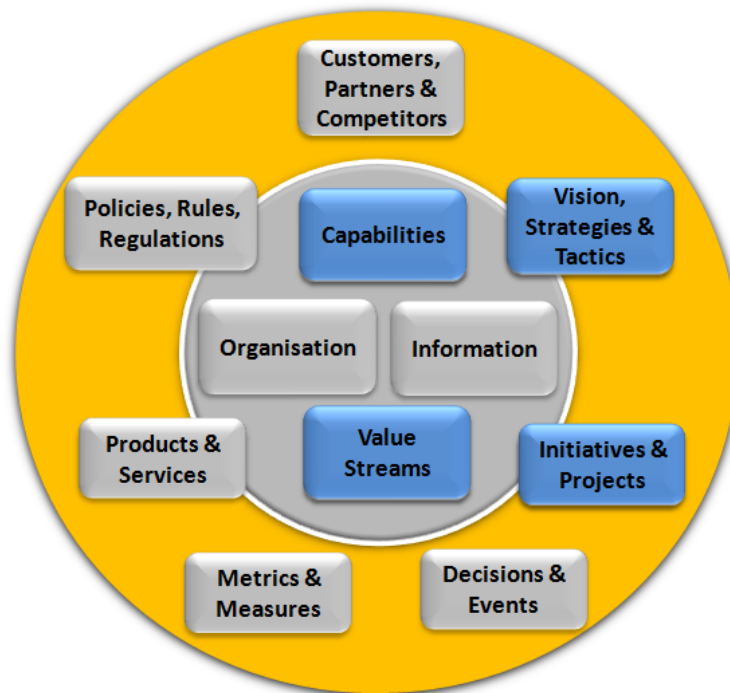 Customers,
Partners &
Competitors
Policies, Rules,
Regulations
Capabilities
Vision,
Strategies &
Tactics
Organisation
Information
Products &
Services
Value
Streams
Initiatives &
Projects
Metrics &
Measures
Decisions &
Events